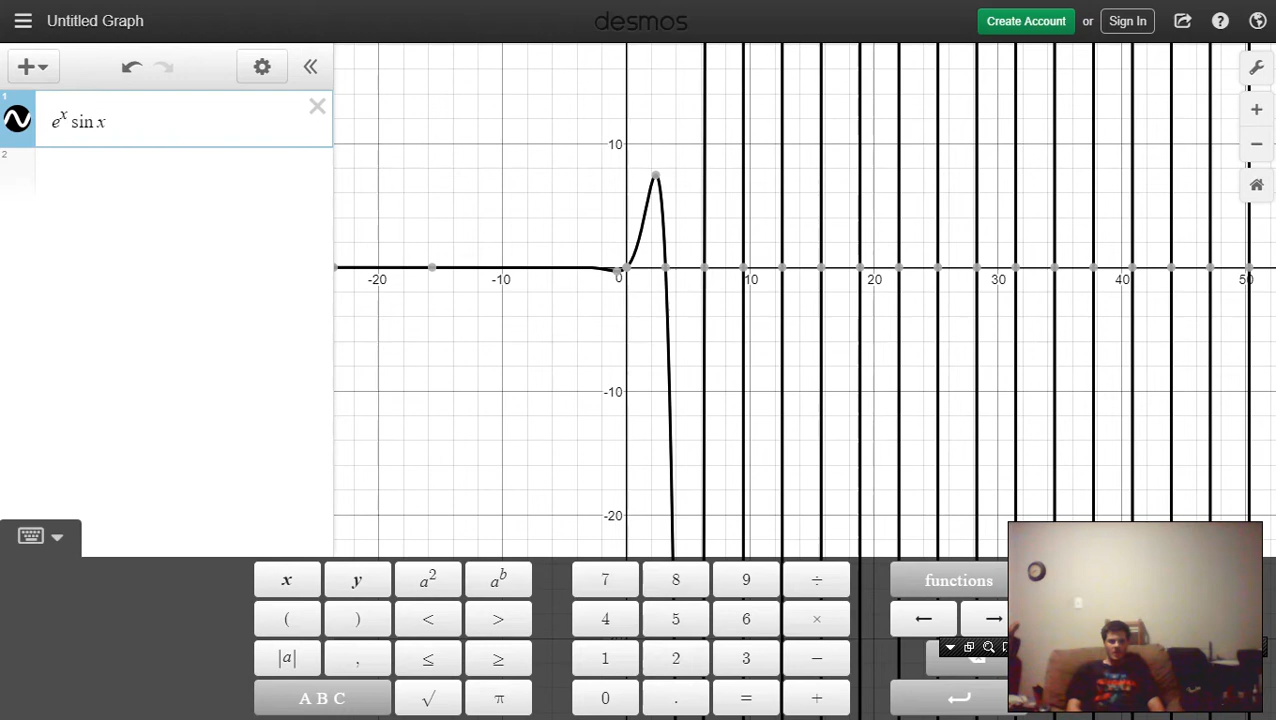 Untitled Graph
desmos
Create Account or Sign In
1
e^x sin x
2
10
-20
-10
0
10
20
30
40
50
-10
-20
x y a² a^b 7 8 9 ÷ functions
( ) < > 4 5 6 × ← →
|a| , ≤ ≥ 1 2 3 −
A B C √ π 0 . = +